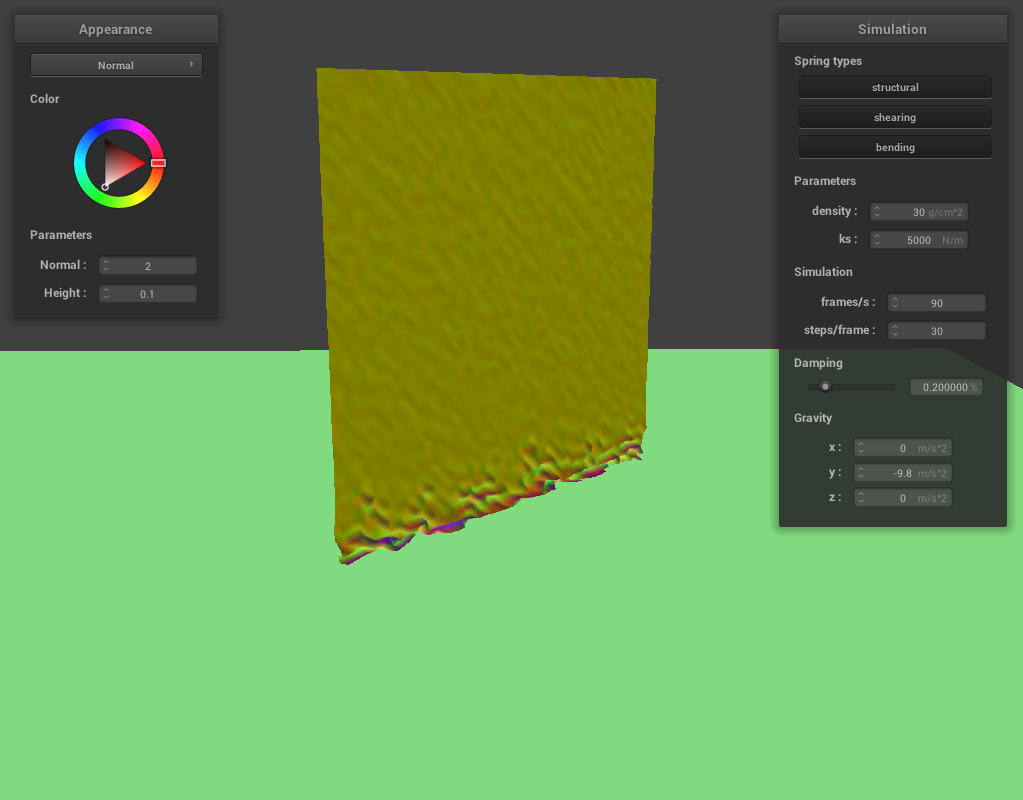 Appearance
Normal
Color
Parameters
Normal : 2
Height : 0.1
Simulation
Spring types
structural
shearing
bending
Parameters
density : 30 g/cm^2
ks : 5000 N/m
Simulation
frames/s : 90
steps/frame : 30
Damping
0.200000 %
Gravity
x : 0 m/s^2
y : -9.8 m/s^2
z : 0 m/s^2